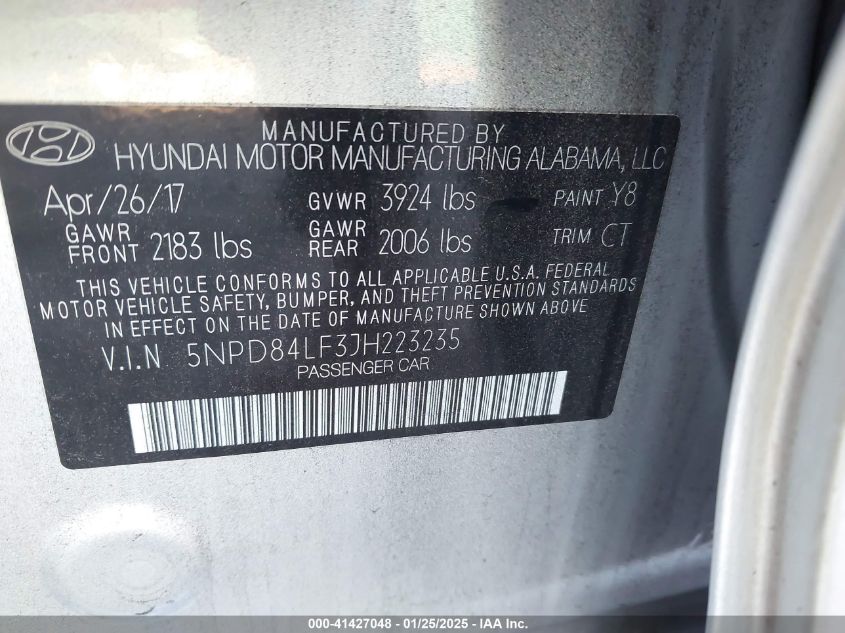 MANUFACTURED BY
HYUNDAI MOTOR MANUFACTURING ALABAMA, LLC
Apr/26/17 GVWR 3924 lbs PAINT Y8
GAWR FRONT 2183 lbs GAWR REAR 2006 lbs TRIM CT
THIS VEHICLE CONFORMS TO ALL APPLICABLE U.S.A. FEDERAL
MOTOR VEHICLE SAFETY, BUMPER, AND THEFT PREVENTION STANDARDS
IN EFFECT ON THE DATE OF MANUFACTURE SHOWN ABOVE
V.I.N 5NPD84LF3JH223235
PASSENGER CAR
000-41427048 | 01/25/2025 - IAA Inc.